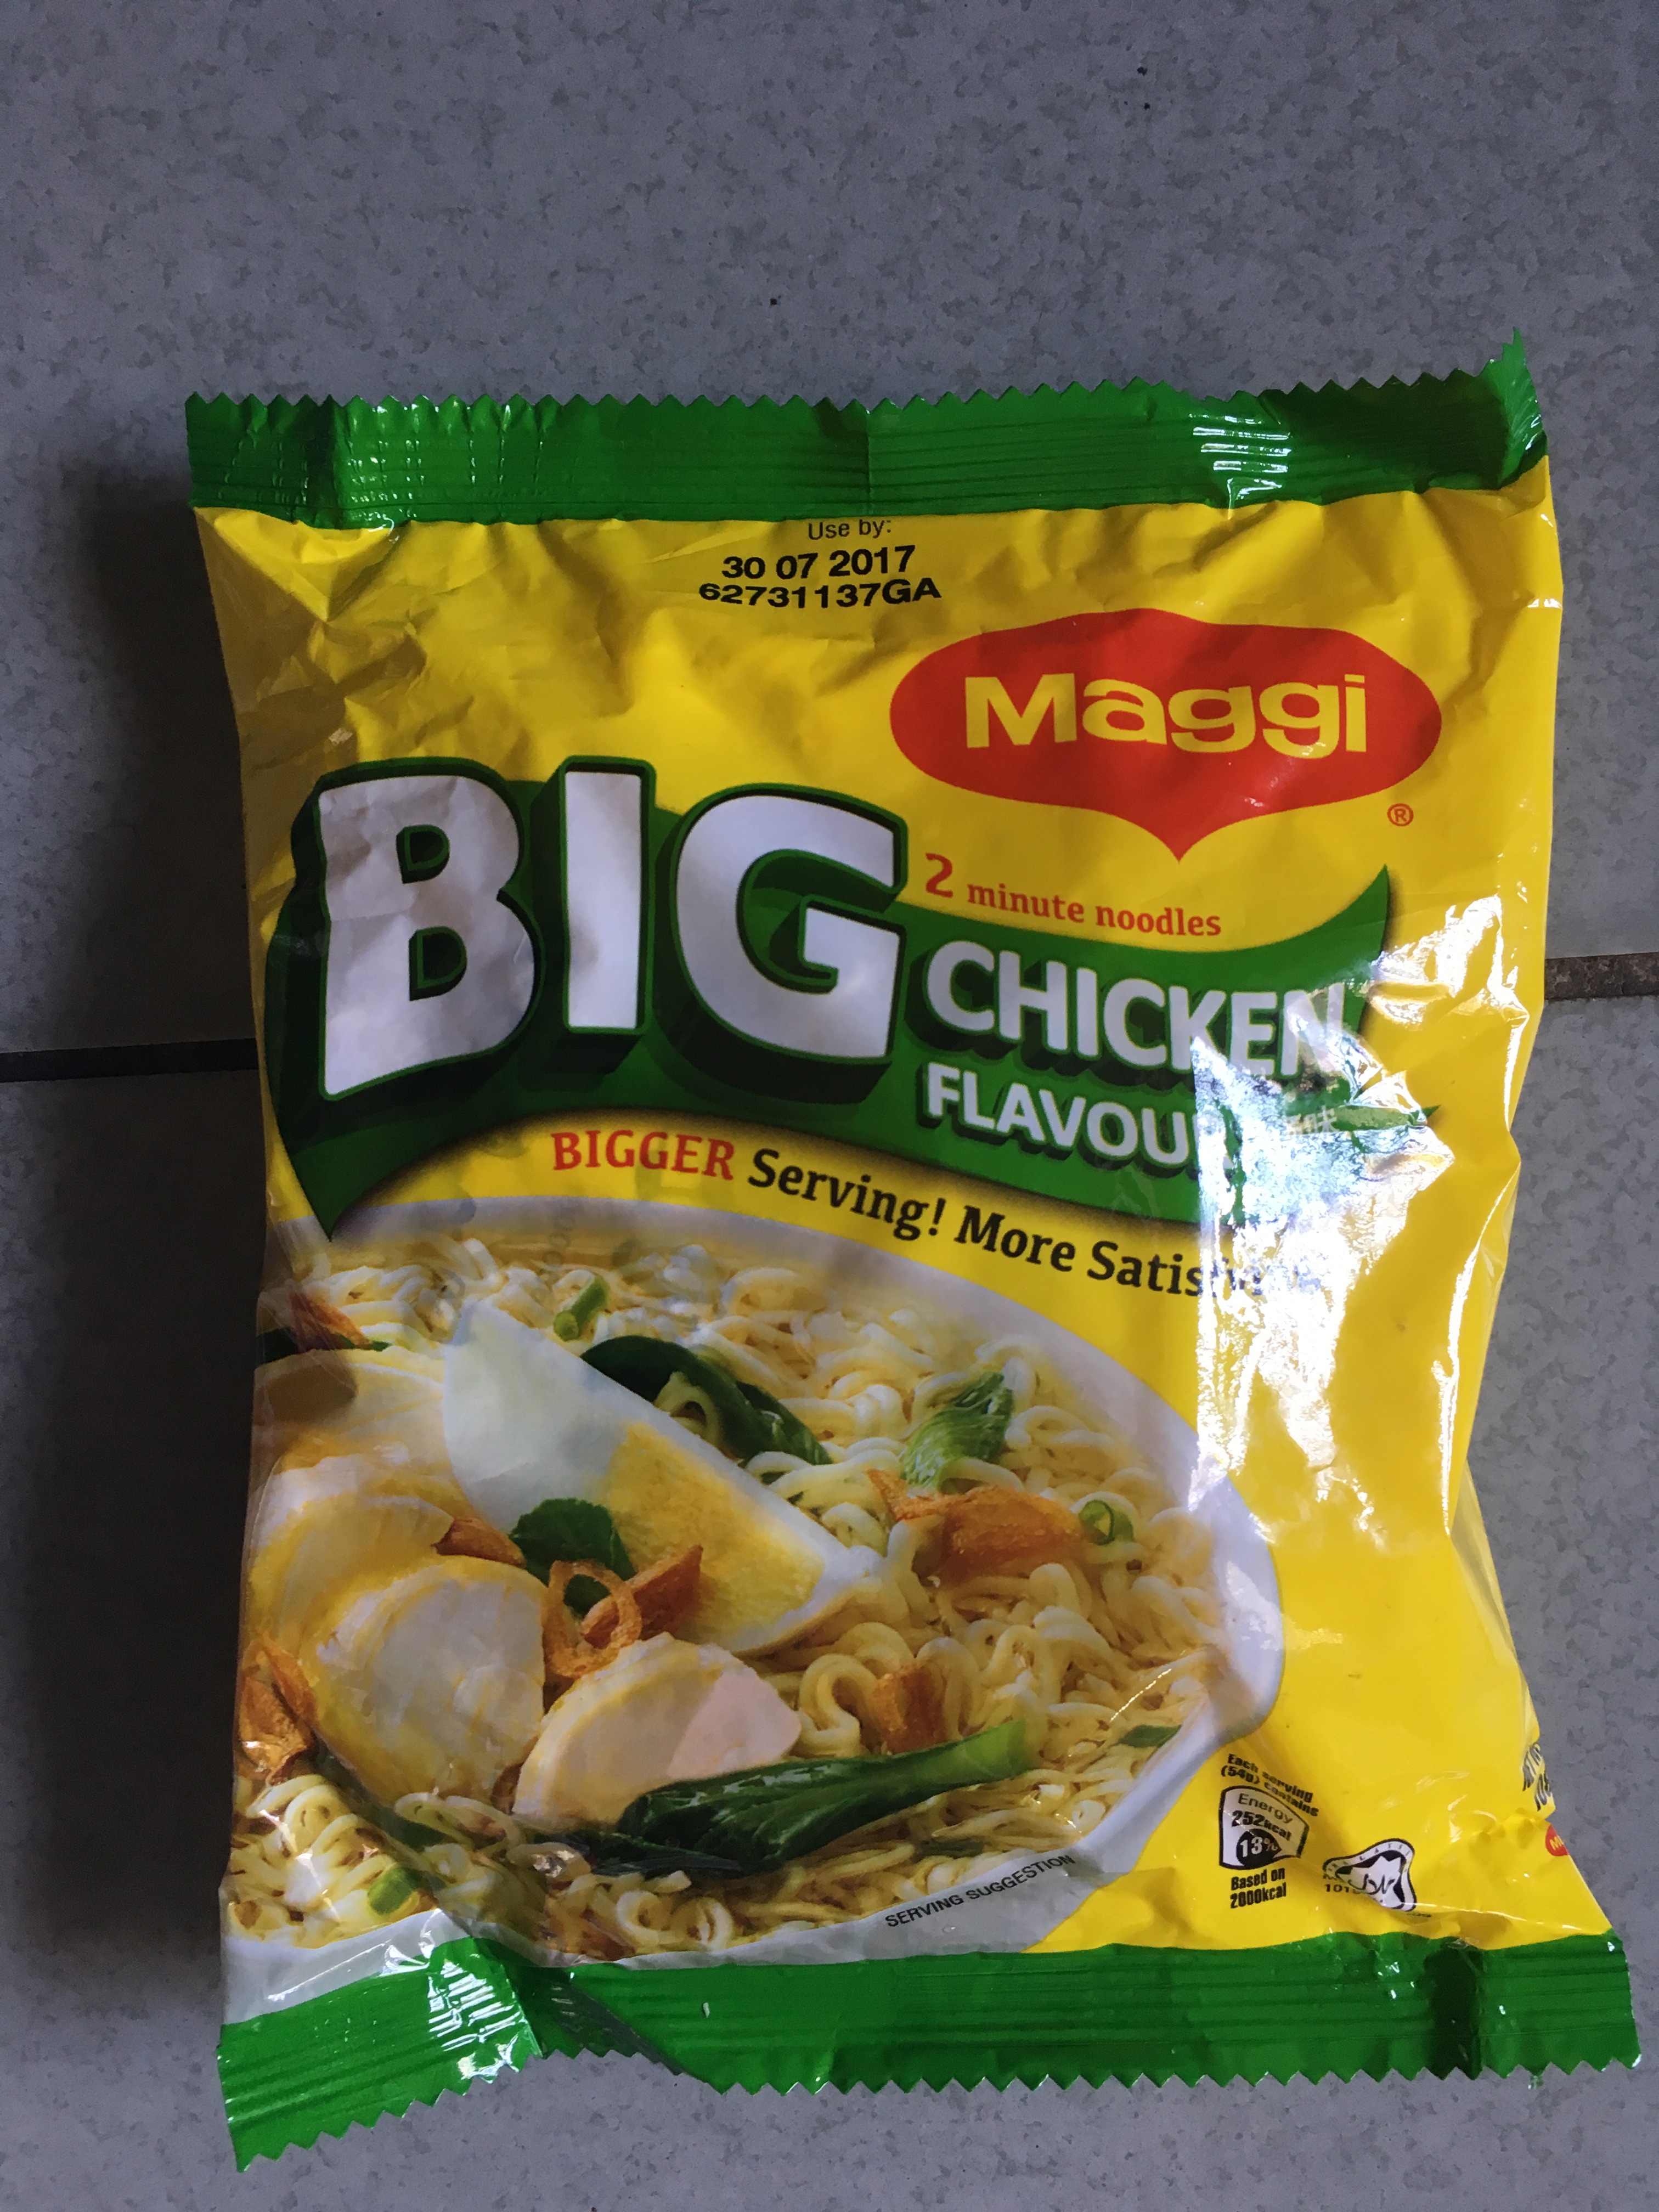 Use by:
30 07 2017
62731137GA
Maggi
®
BIG
2 minute noodles
CHICKEN
FLAVOUR
BIGGER Serving! More
Each serving
(54g) contains
Energy
252kcal
13%
Based on
2000kcal
SERVING SUGGESTION